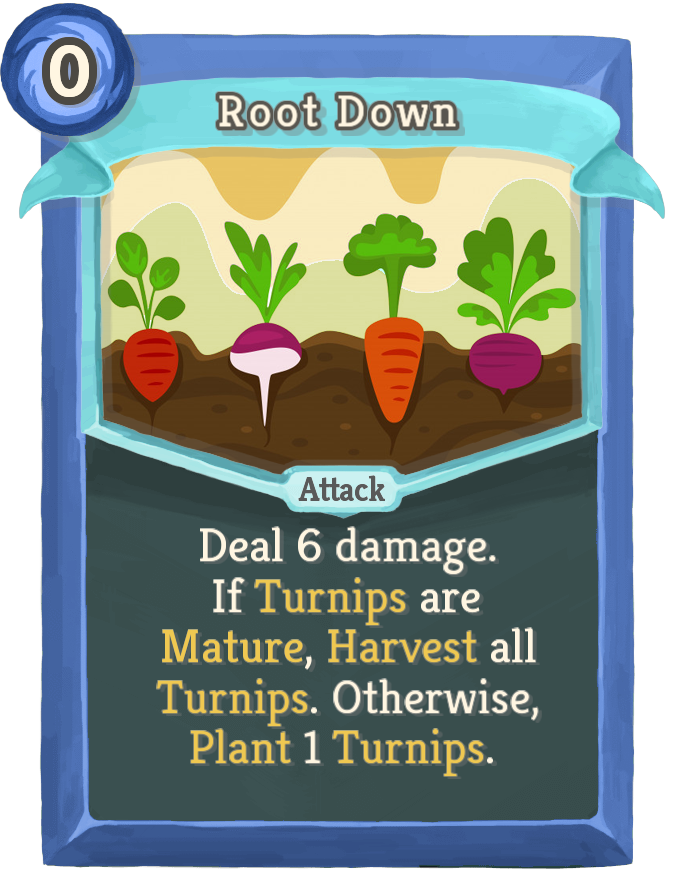 0
Root Down
Attack
Deal 6 damage.
If Turnips are
Mature, Harvest all
Turnips. Otherwise,
Plant 1 Turnips.